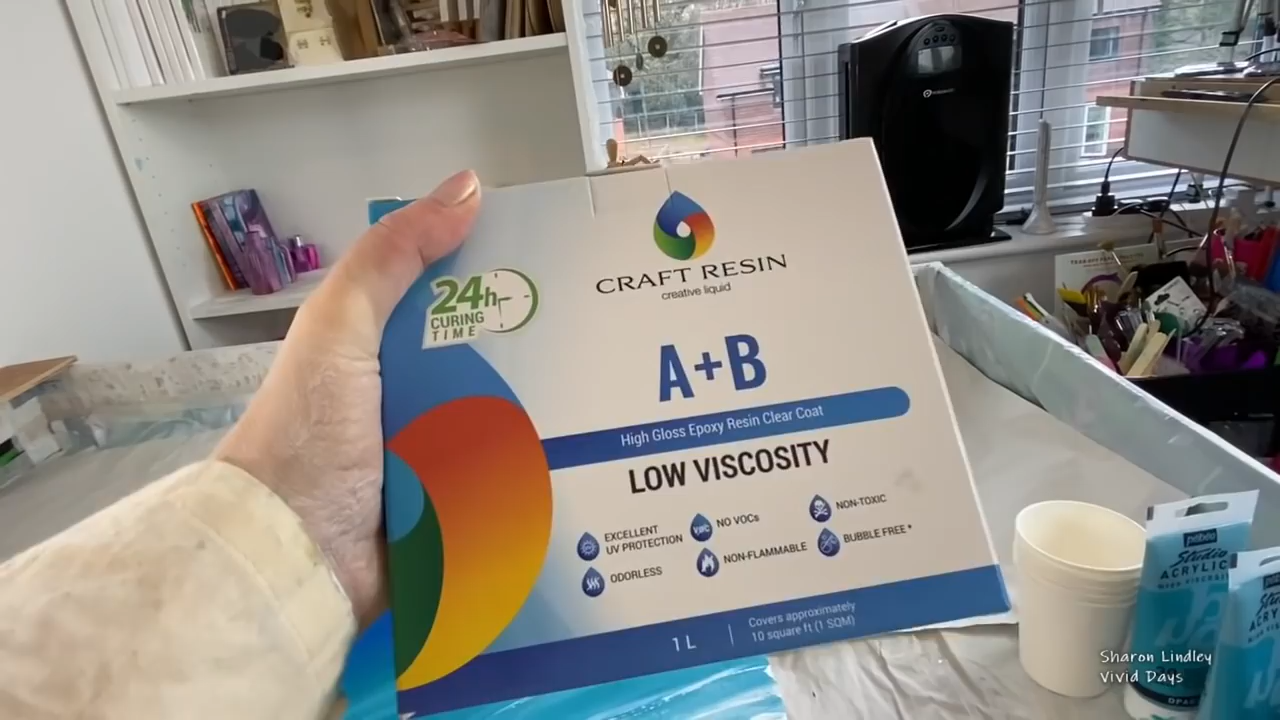 CRAFT RESIN
creative liquid
24h
CURING
TIME
A+B
High Gloss Epoxy Resin Clear Coat
LOW VISCOSITY
EXCELLENT
UV PROTECTION
NO VOCs
VOC
NON-TOXIC
ODORLESS
NON-FLAMMABLE
BUBBLE FREE *
1 L
Covers approximately
10 square ft (1 SQM)
pébéo
Studio
ACRYLIC
Sharon Lindley
Vivid Days